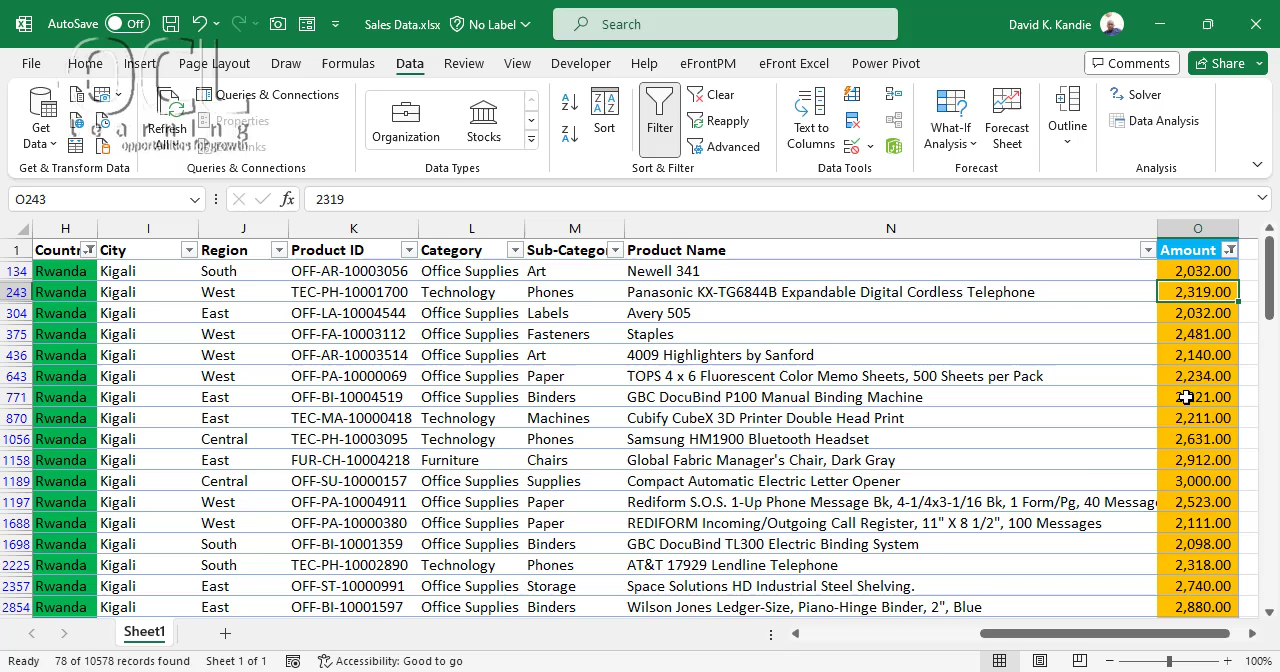 AutoSave Off Sales Data.xlsx No Label Search David K. Kandie
File Home Insert Page Layout Draw Formulas Data Review View Developer Help eFrontPM eFront Excel Power Pivot Comments Share
OCL
learning
opportunities for growth
Get Data
Refresh All
Queries & Connections
Properties
Organization Stocks
Sort
Filter
Clear
Reapply
Advanced
Text to Columns
What-If Analysis
Forecast Sheet
Outline
Solver
Data Analysis
Get & Transform Data Queries & Connections Data Types Sort & Filter Data Tools Forecast Analysis
O243 fx 2319
H I J K L M N O
1 Countr City Region Product ID Category Sub-Catego Product Name Amount
134 Rwanda Kigali South OFF-AR-10003056 Office Supplies Art Newell 341 2,032.00
243 Rwanda Kigali West TEC-PH-10001700 Technology Phones Panasonic KX-TG6844B Expandable Digital Cordless Telephone 2,319.00
304 Rwanda Kigali East OFF-LA-10004544 Office Supplies Labels Avery 505 2,032.00
375 Rwanda Kigali West OFF-FA-10003112 Office Supplies Fasteners Staples 2,481.00
436 Rwanda Kigali West OFF-AR-10003514 Office Supplies Art 4009 Highlighters by Sanford 2,140.00
643 Rwanda Kigali West OFF-PA-10000069 Office Supplies Paper TOPS 4 x 6 Fluorescent Color Memo Sheets, 500 Sheets per Pack 2,234.00
771 Rwanda Kigali East OFF-BI-10004519 Office Supplies Binders GBC DocuBind P100 Manual Binding Machine
870 Rwanda Kigali East TEC-MA-10000418 Technology Machines Cubify CubeX 3D Printer Double Head Print 2,211.00
1056 Rwanda Kigali Central TEC-PH-10003095 Technology Phones Samsung HM1900 Bluetooth Headset 2,631.00
1158 Rwanda Kigali East FUR-CH-10004218 Furniture Chairs Global Fabric Manager's Chair, Dark Gray 2,912.00
1189 Rwanda Kigali Central OFF-SU-10000157 Office Supplies Supplies Compact Automatic Electric Letter Opener 3,000.00
1197 Rwanda Kigali West OFF-PA-10004911 Office Supplies Paper Rediform S.O.S. 1-Up Phone Message Bk, 4-1/4x3-1/16 Bk, 1 Form/Pg, 40 Message 2,523.00
1688 Rwanda Kigali West OFF-PA-10000380 Office Supplies Paper REDIFORM Incoming/Outgoing Call Register, 11" X 8 1/2", 100 Messages 2,111.00
1698 Rwanda Kigali South OFF-BI-10001359 Office Supplies Binders GBC DocuBind TL300 Electric Binding System 2,098.00
2225 Rwanda Kigali South TEC-PH-10002890 Technology Phones AT&T 17929 Lendline Telephone 2,318.00
2357 Rwanda Kigali East OFF-ST-10000991 Office Supplies Storage Space Solutions HD Industrial Steel Shelving. 2,740.00
2854 Rwanda Kigali East OFF-BI-10001597 Office Supplies Binders Wilson Jones Ledger-Size, Piano-Hinge Binder, 2", Blue 2,880.00
Sheet1
Ready 78 of 10578 records found Sheet 1 of 1 Accessibility: Good to go 100%